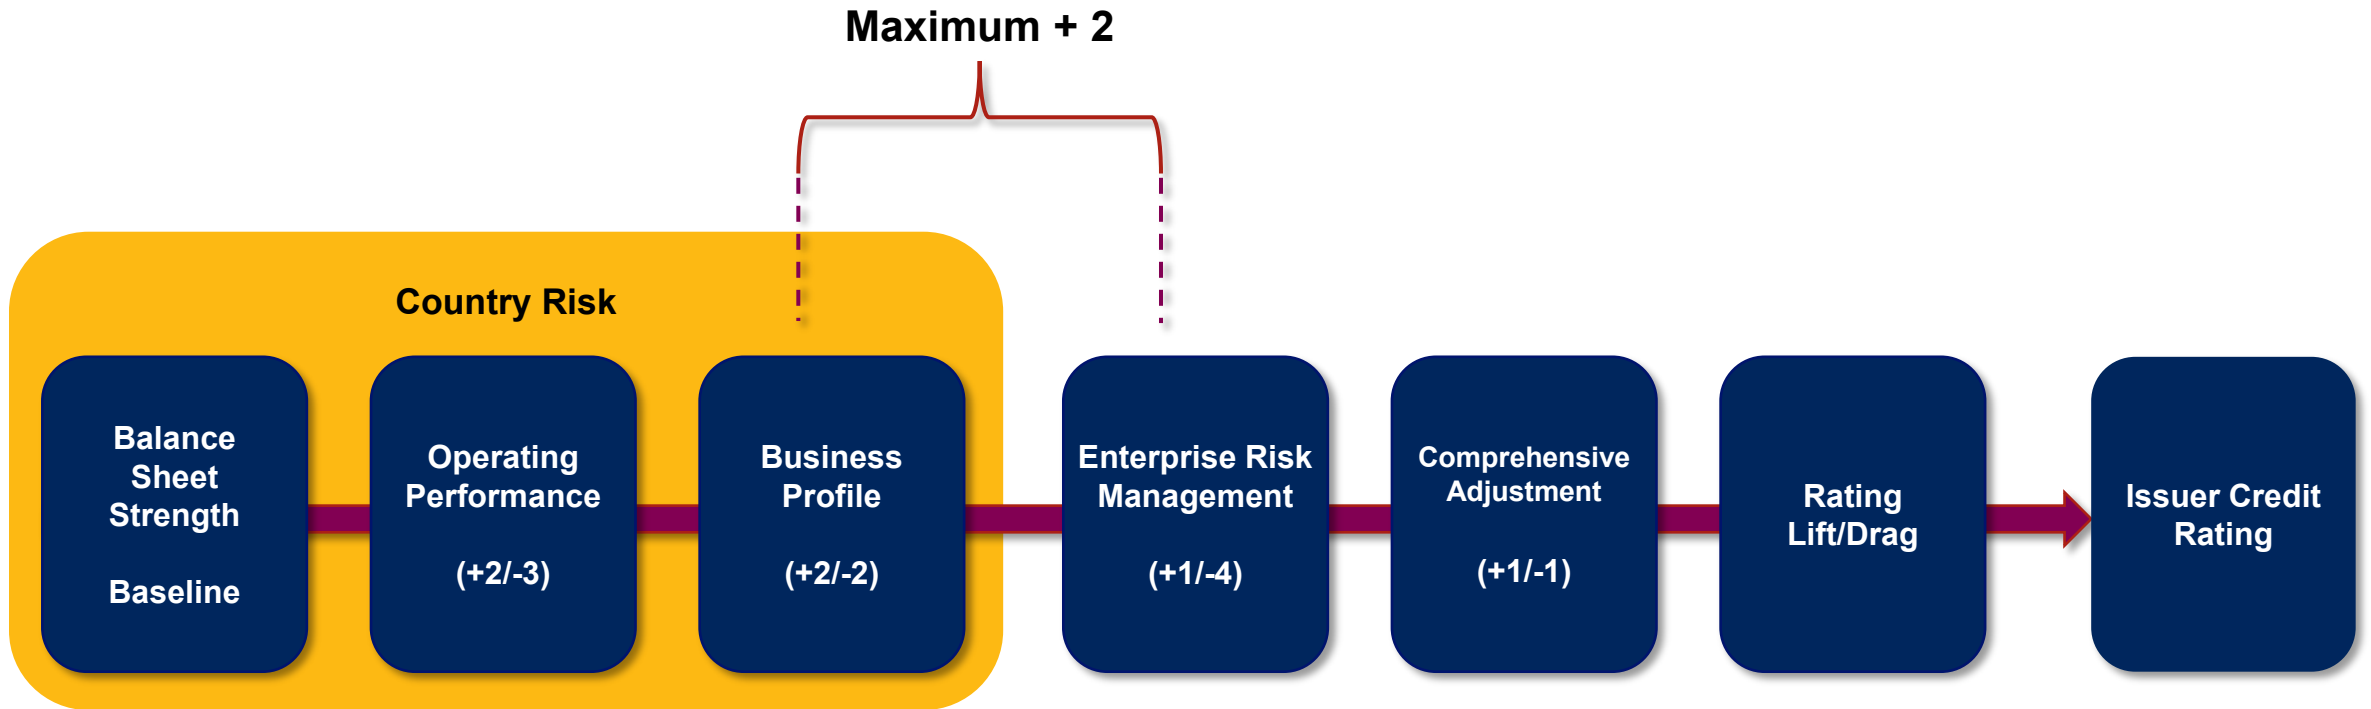 Maximum + 2
Country Risk
Balance
Sheet
Strength
Baseline
Operating
Performance
(+2/-3)
Business
Profile
(+2/-2)
Enterprise Risk
Management
(+1/-4)
Comprehensive
Adjustment
(+1/-1)
Rating
Lift/Drag
Issuer Credit
Rating